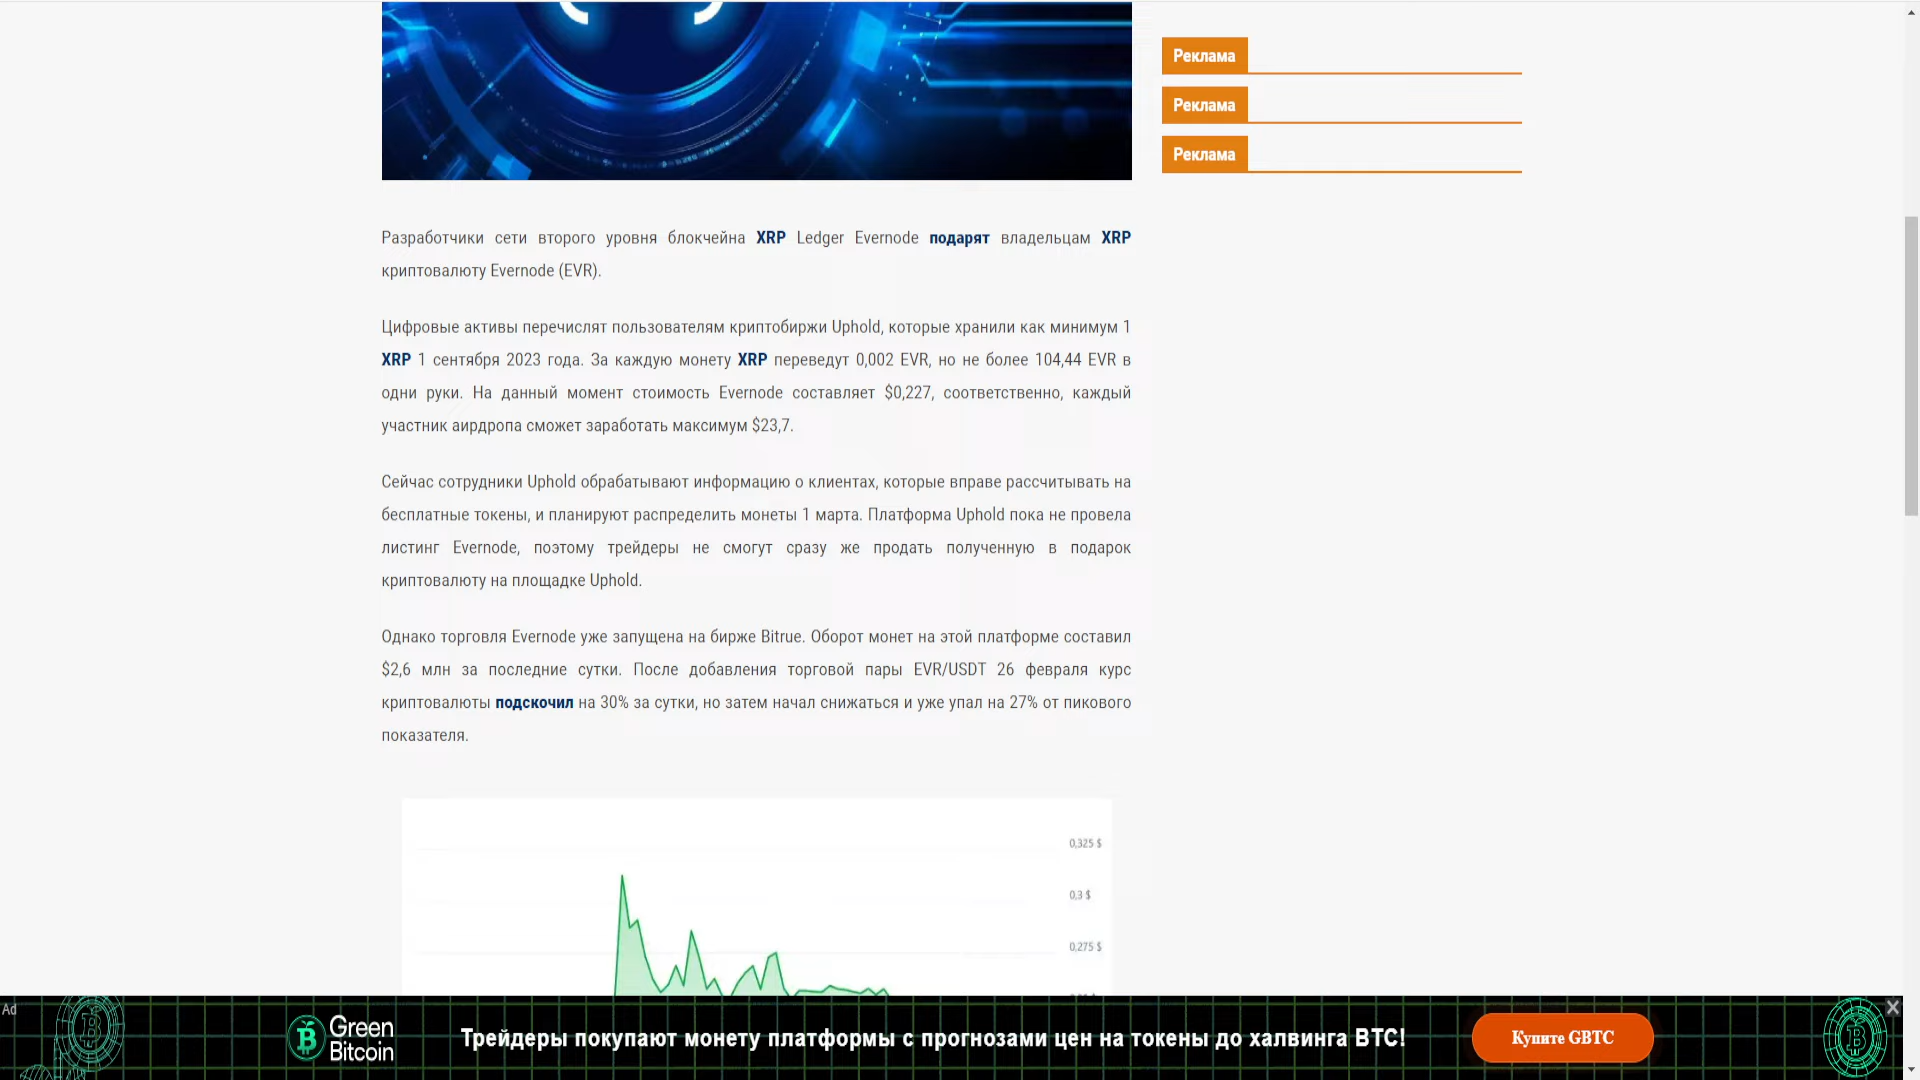 Реклама
Реклама
Реклама
Разработчики сети второго уровня блокчейна XRP Ledger Evernode подарят владельцам XRP
криптовалюту Evernode (EVR).
Цифровые активы перечислят пользователям криптобиржи Uphold, которые хранили как минимум 1
XRP 1 сентября 2023 года. За каждую монету XRP переведут 0,002 EVR, но не более 104,44 EVR в
одни руки. На данный момент стоимость Evernode составляет $0,227, соответственно, каждый
участник аирдропа сможет заработать максимум $23,7.
Сейчас сотрудники Uphold обрабатывают информацию о клиентах, которые вправе рассчитывать на
бесплатные токены, и планируют распределить монеты 1 марта. Платформа Uphold пока не провела
листинг Evernode, поэтому трейдеры не смогут сразу же продать полученную в подарок
криптовалюту на площадке Uphold.
Однако торговля Evernode уже запущена на бирже Bitrue. Оборот монет на этой платформе составил
$2,6 млн за последние сутки. После добавления торговой пары EVR/USDT 26 февраля курс
криптовалюты подскочил на 30% за сутки, но затем начал снижаться и уже упал на 27% от пикового
показателя.
0,325 $
0,3 $
0,275 $
Ad
Green
Bitcoin
Трейдеры покупают монету платформы с прогнозами цен на токены до халвинга BTC!
Купите GBTC